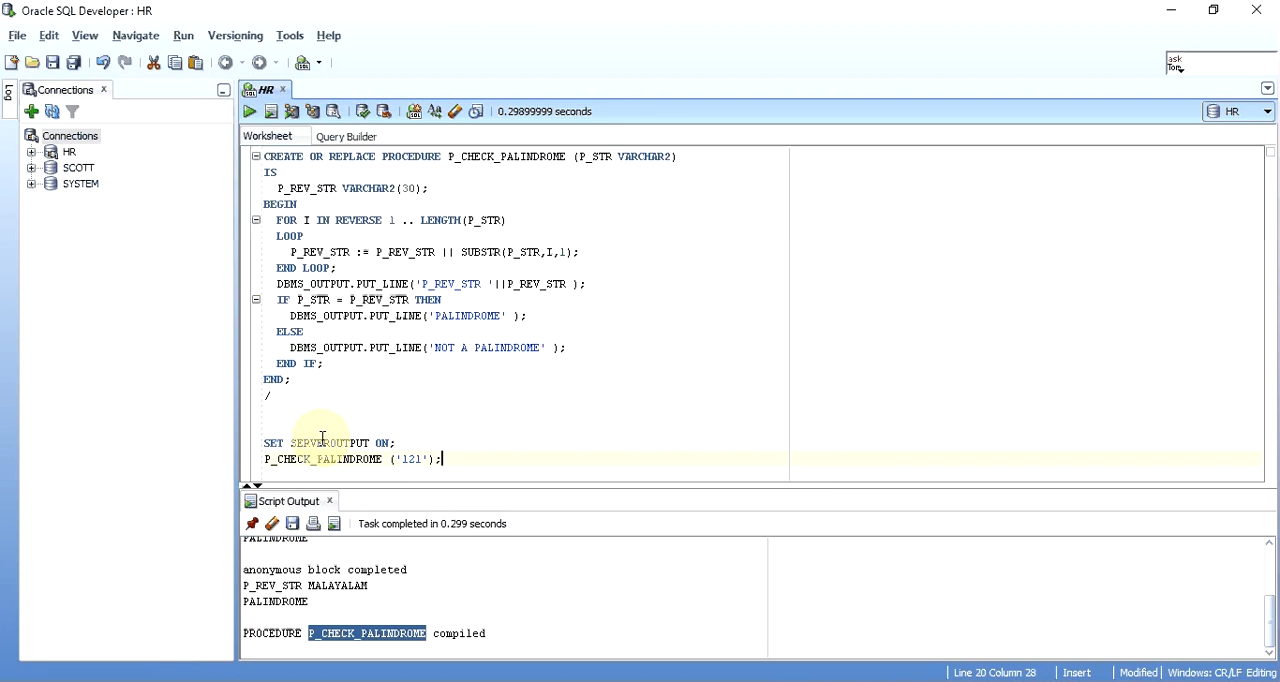 Oracle SQL Developer : HR
File Edit View Navigate Run Versioning Tools Help
ask
Tom
Log
Connections
HR
0.29899999 seconds
HR
Worksheet Query Builder
Connections
HR
SCOTT
SYSTEM
CREATE OR REPLACE PROCEDURE P_CHECK_PALINDROME (P_STR VARCHAR2)
IS
P_REV_STR VARCHAR2(30);
BEGIN
FOR I IN REVERSE 1 .. LENGTH(P_STR)
LOOP
P_REV_STR := P_REV_STR || SUBSTR(P_STR,I,1);
END LOOP;
DBMS_OUTPUT.PUT_LINE('P_REV_STR '||P_REV_STR );
IF P_STR = P_REV_STR THEN
DBMS_OUTPUT.PUT_LINE('PALINDROME' );
ELSE
DBMS_OUTPUT.PUT_LINE('NOT A PALINDROME' );
END IF;
END;
/
SET SERVEROUTPUT ON;
P_CHECK_PALINDROME ('121');
Script Output
Task completed in 0.299 seconds
PALINDROME
anonymous block completed
P_REV_STR MALAYALAM
PALINDROME
PROCEDURE P_CHECK_PALINDROME compiled
Line 20 Column 28 Insert Modified Windows: CR/LF Editing